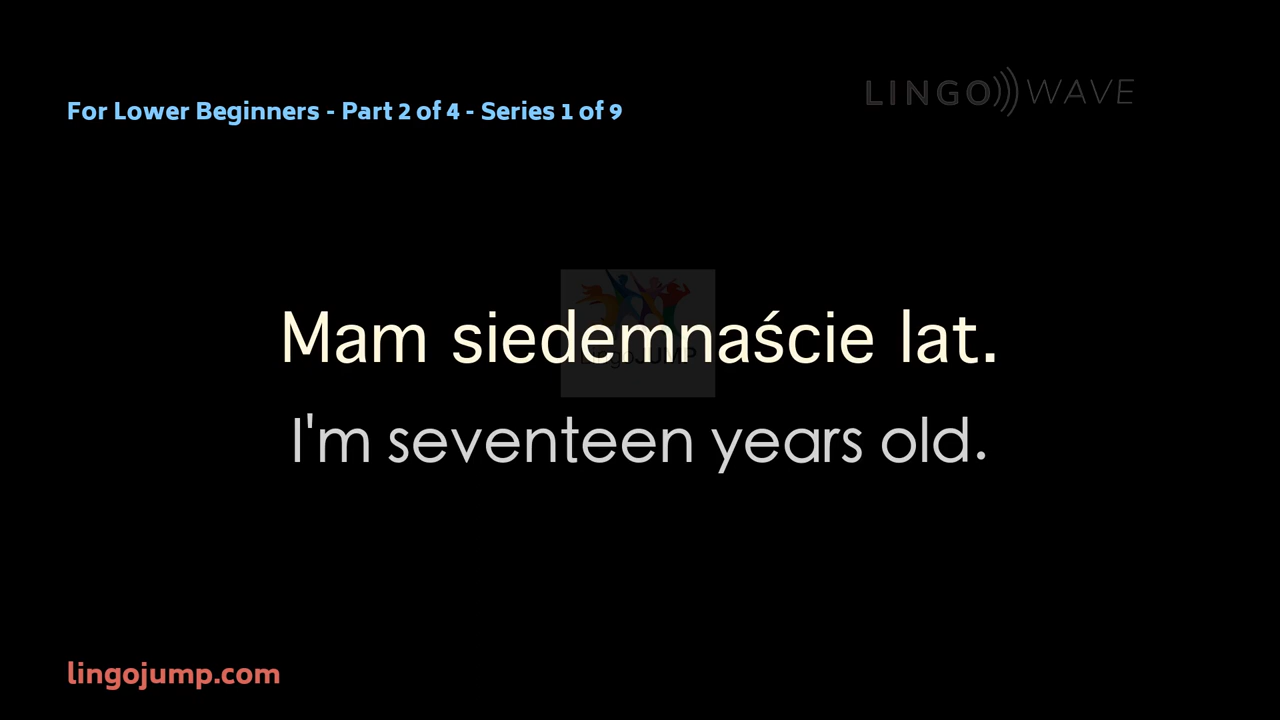 For Lower Beginners - Part 2 of 4 - Series 1 of 9
LINGO WAVE
Mam siedemnaście lat.
LingoJUMP
I'm seventeen years old.
lingojump.com